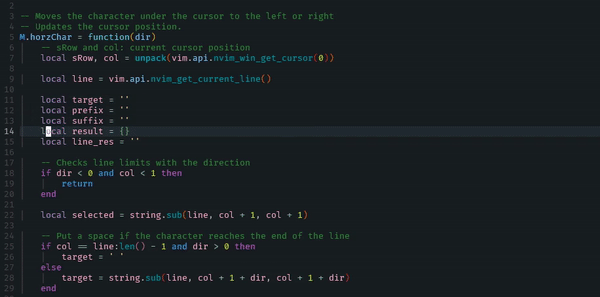 2
3 -- Moves the character under the cursor to the left or right
4 -- Updates the cursor position.
5 M.horzChar = function(dir)
6 -- sRow and col: current cursor position
7 local sRow, col = unpack(vim.api.nvim_win_get_cursor(0))
8
9 local line = vim.api.nvim_get_current_line()
10
11 local target = ''
12 local prefix = ''
13 local suffix = ''
14 local result = {}
15 local line_res = ''
16
17 -- Checks line limits with the direction
18 if dir < 0 and col < 1 then
19 return
20 end
21
22 local selected = string.sub(line, col + 1, col + 1)
23
24 -- Put a space if the character reaches the end of the line
25 if col == line:len() - 1 and dir > 0 then
26 target = ' '
27 else
28 target = string.sub(line, col + 1 + dir, col + 1 + dir)
29 end